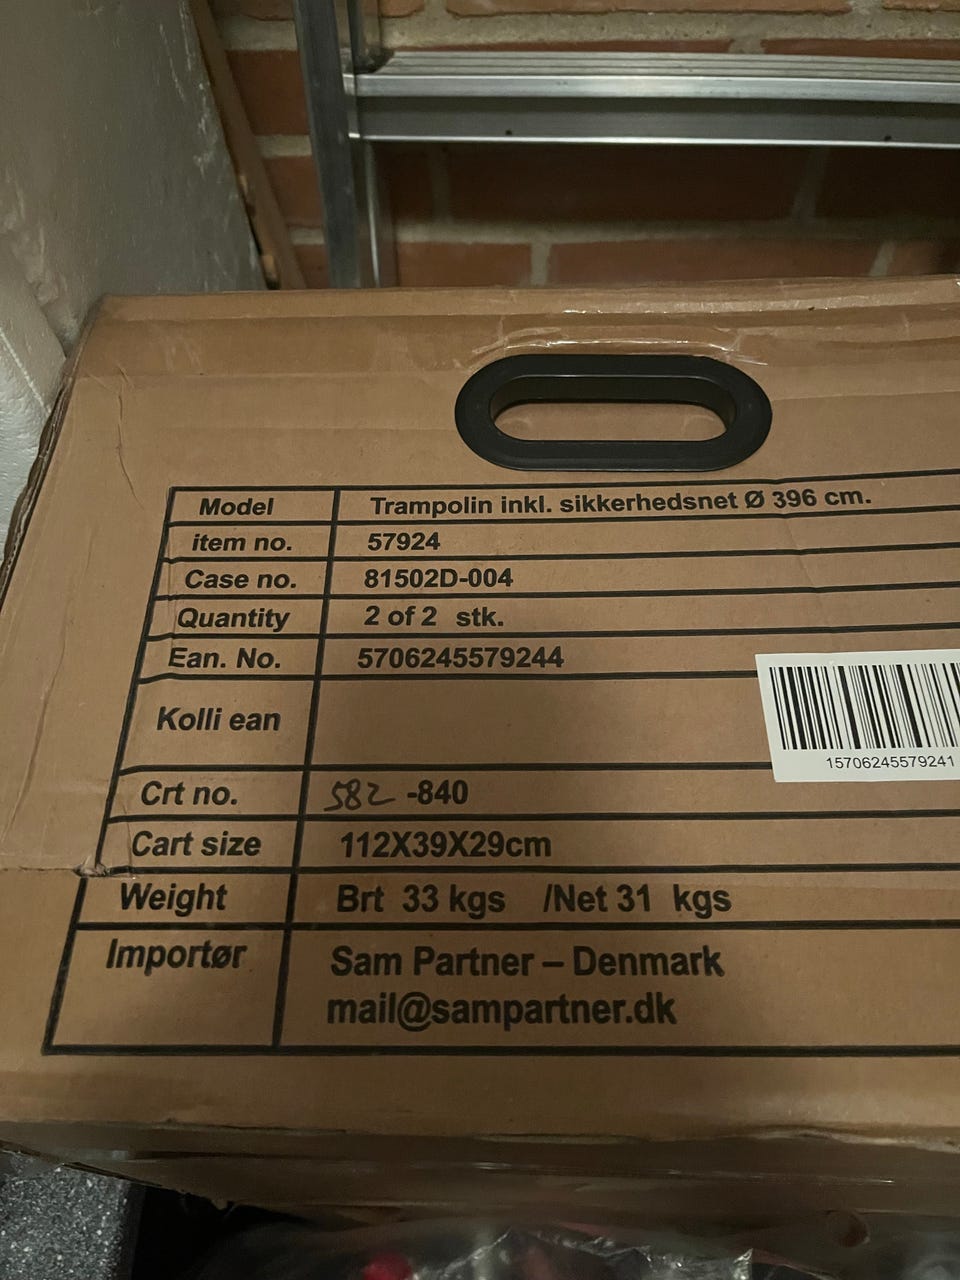 Model Trampolin inkl. sikkerhedsnet Ø 396 cm.
item no. 57924
Case no. 81502D-004
Quantity 2 of 2 stk.
Ean. No. 5706245579244
Kolli ean
15706245579241
Crt no. 582 -840
Cart size 112X39X29cm
Weight Brt 33 kgs /Net 31 kgs
Importør Sam Partner – Denmark
mail@sampartner.dk